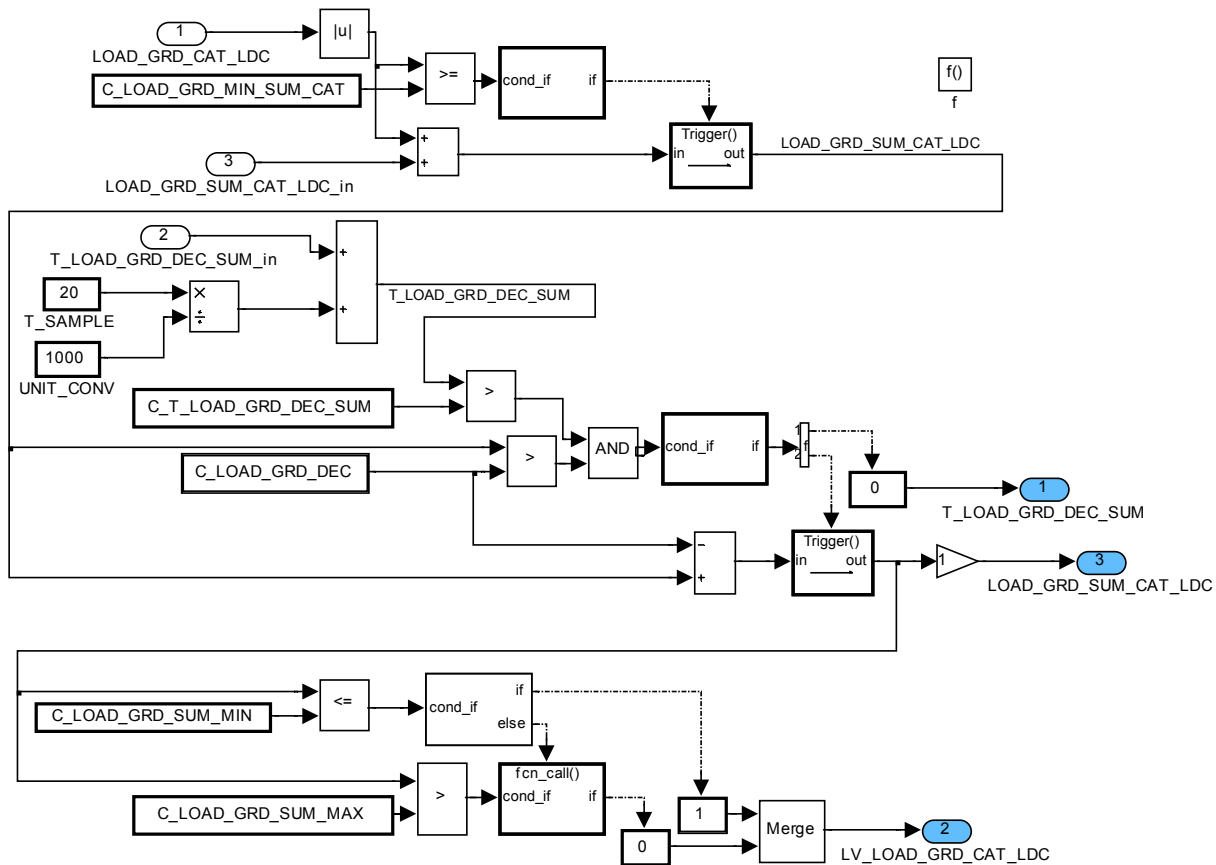 1
LOAD_GRD_CAT_LDC
|u|
C_LOAD_GRD_MIN_SUM_CAT
>=
cond_if if
f()
f
+
+
3
LOAD_GRD_SUM_CAT_LDC_in
Trigger()
in out
LOAD_GRD_SUM_CAT_LDC
2
T_LOAD_GRD_DEC_SUM_in
+
+
20
T_SAMPLE
×
÷
1000
UNIT_CONV
T_LOAD_GRD_DEC_SUM
C_T_LOAD_GRD_DEC_SUM
>
C_LOAD_GRD_DEC
>
AND
cond_if if
1
f
2
0
1
T_LOAD_GRD_DEC_SUM
-
+
Trigger()
in out
1
3
LOAD_GRD_SUM_CAT_LDC
C_LOAD_GRD_SUM_MIN
<=
cond_if if
else
C_LOAD_GRD_SUM_MAX
>
fcn_call()
cond_if if
1
0
Merge
2
LV_LOAD_GRD_CAT_LDC